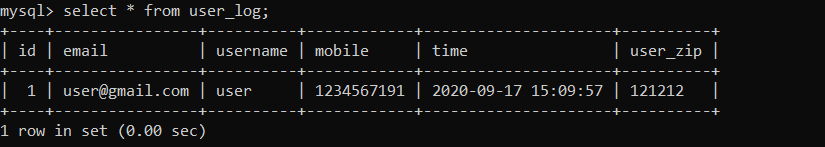 mysql> select * from user_log;
+----+----------------+----------+------------+---------------------+----------+
| id | email          | username | mobile     | time                | user_zip |
+----+----------------+----------+------------+---------------------+----------+
|  1 | user@gmail.com | user     | 1234567191 | 2020-09-17 15:09:57 | 121212   |
+----+----------------+----------+------------+---------------------+----------+
1 row in set (0.00 sec)